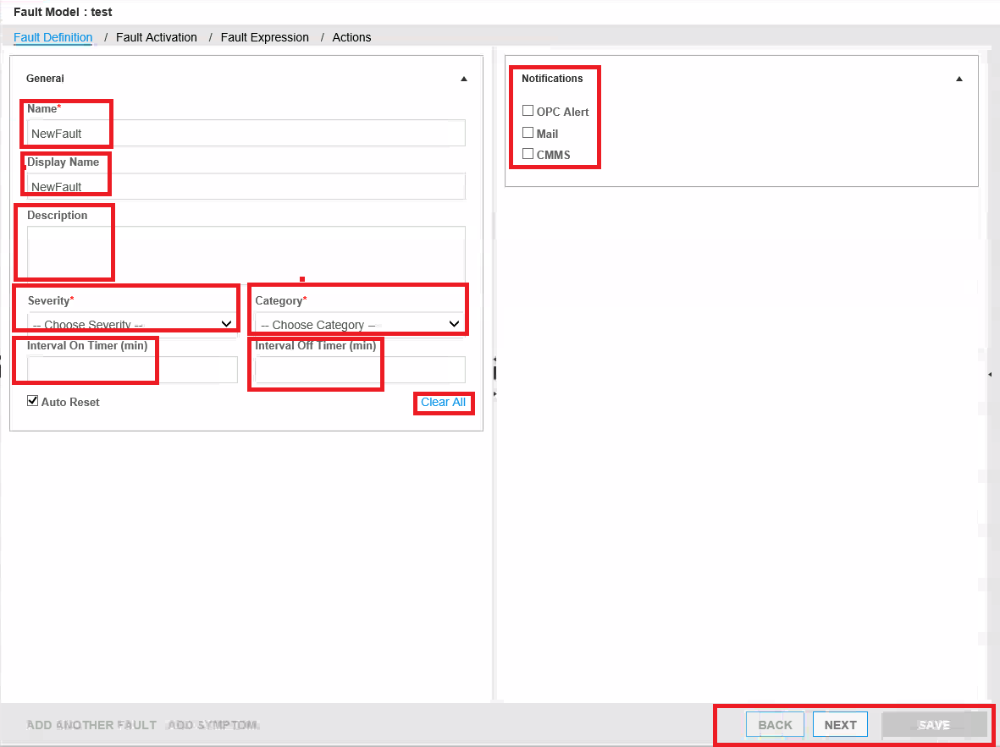 Fault Model : test
Fault Definition / Fault Activation / Fault Expression / Actions
General
Name*
NewFault
Display Name
NewFault
Description
Severity* Category*
-- Choose Severity -- -- Choose Category --
Interval On Timer (min) Interval Off Timer (min)
Auto Reset Clear All
Notifications
OPC Alert
Mail
CMMS
ADD ANOTHER FAULT ADD SYMPTOM BACK NEXT SAVE